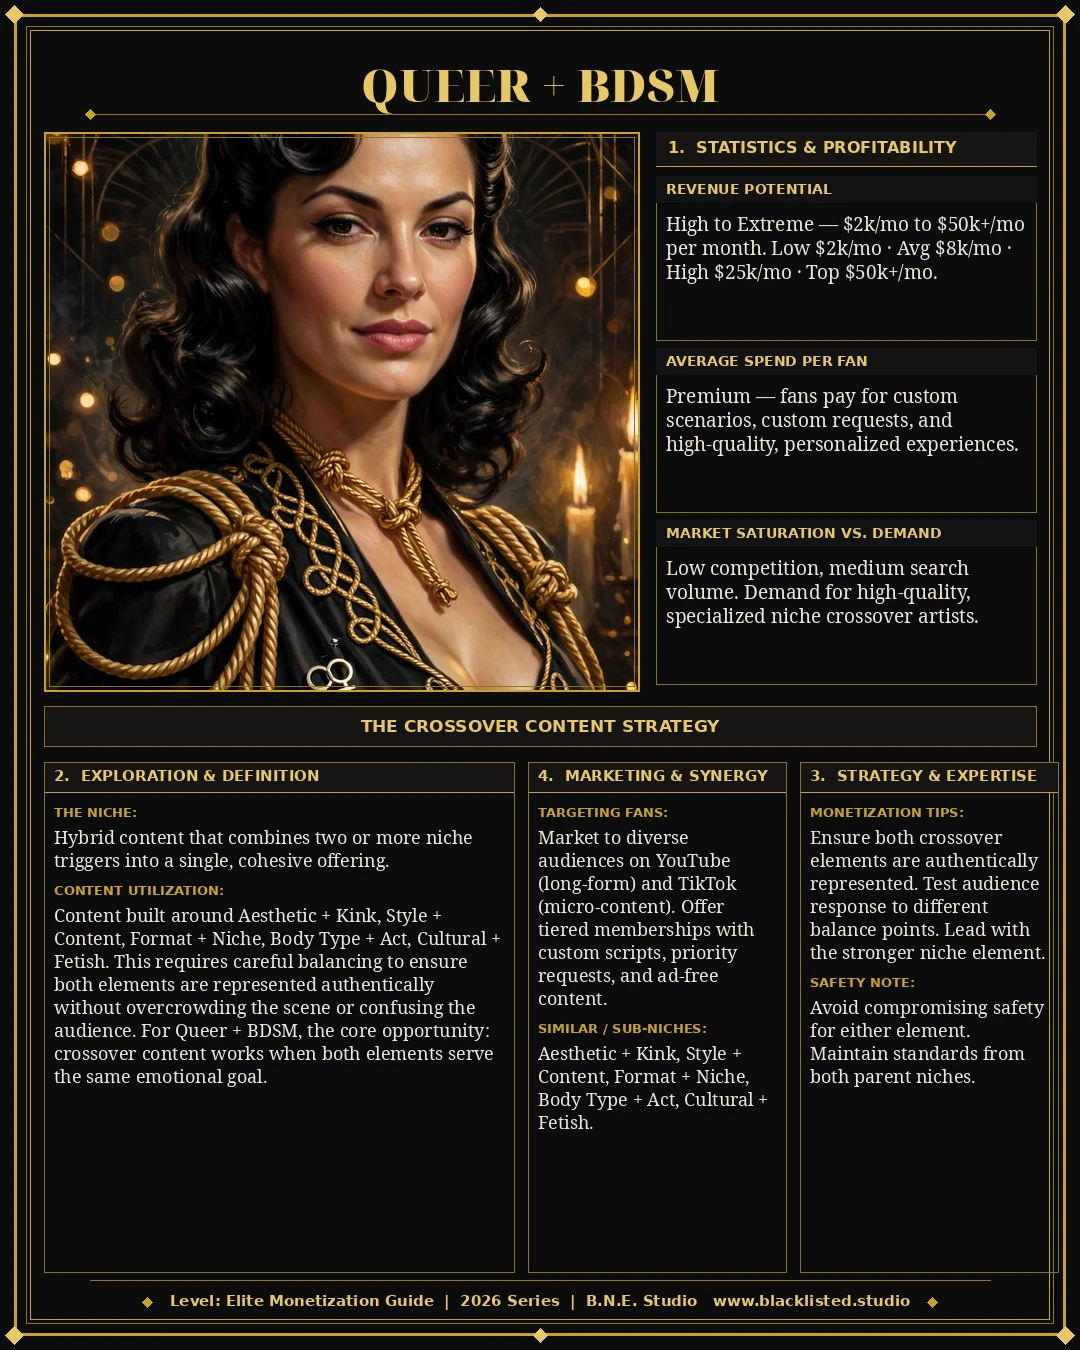 QUEER + BDSM
1. STATISTICS & PROFITABILITY
REVENUE POTENTIAL
High to Extreme — $2k/mo to $50k+/mo
per month. Low $2k/mo · Avg $8k/mo ·
High $25k/mo · Top $50k+/mo.
AVERAGE SPEND PER FAN
Premium — fans pay for custom
scenarios, custom requests, and
high-quality, personalized experiences.
MARKET SATURATION VS. DEMAND
Low competition, medium search
volume. Demand for high-quality,
specialized niche crossover artists.
THE CROSSOVER CONTENT STRATEGY
2. EXPLORATION & DEFINITION
THE NICHE:
Hybrid content that combines two or more niche
triggers into a single, cohesive offering.
CONTENT UTILIZATION:
Content built around Aesthetic + Kink, Style +
Content, Format + Niche, Body Type + Act, Cultural +
Fetish. This requires careful balancing to ensure
both elements are represented authentically
without overcrowding the scene or confusing the
audience. For Queer + BDSM, the core opportunity:
crossover content works when both elements serve
the same emotional goal.
4. MARKETING & SYNERGY
TARGETING FANS:
Market to diverse
audiences on YouTube
(long-form) and TikTok
(micro-content). Offer
tiered memberships with
custom scripts, priority
requests, and ad-free
content.
SIMILAR / SUB-NICHES:
Aesthetic + Kink, Style +
Content, Format + Niche,
Body Type + Act, Cultural +
Fetish.
3. STRATEGY & EXPERTISE
MONETIZATION TIPS:
Ensure both crossover
elements are authentically
represented. Test audience
response to different
balance points. Lead with
the stronger niche element.
SAFETY NOTE:
Avoid compromising safety
for either element.
Maintain standards from
both parent niches.
Level: Elite Monetization Guide | 2026 Series | B.N.E. Studio www.blacklisted.studio